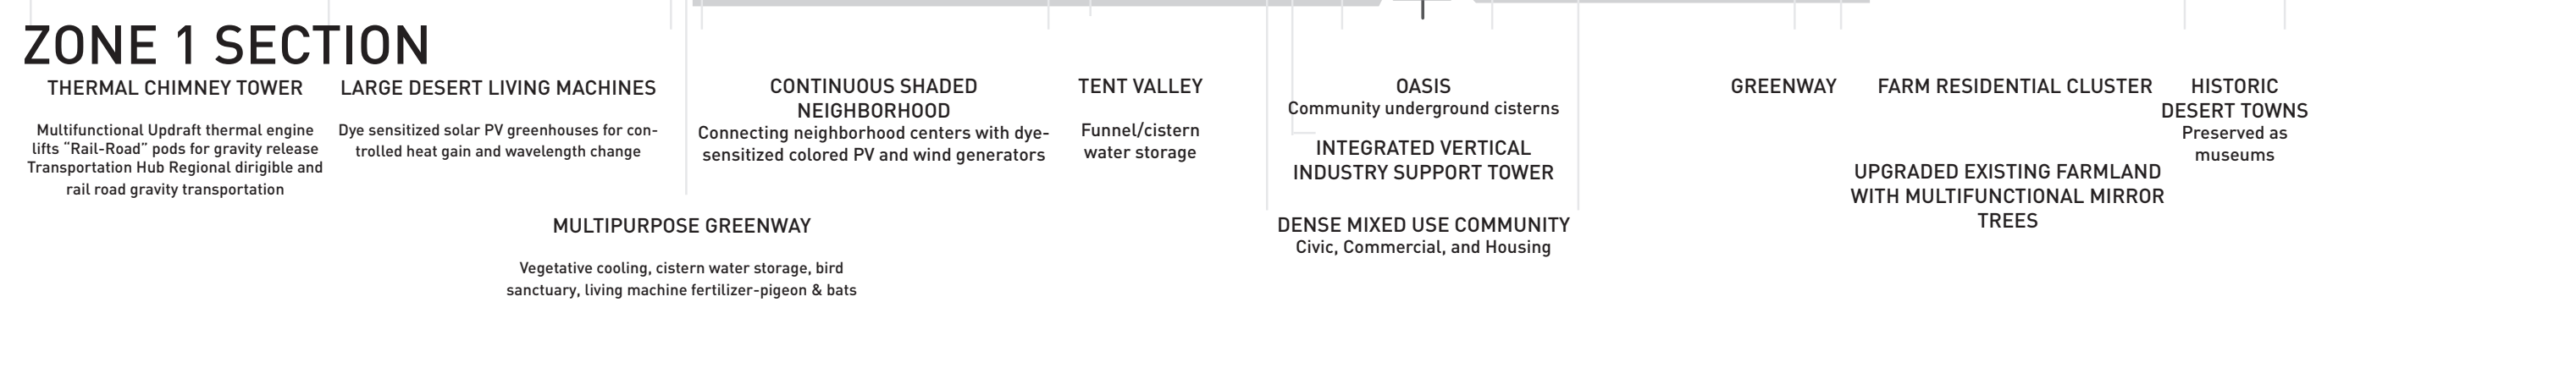 ZONE 1 SECTION
THERMAL CHIMNEY TOWER
Multifunctional Updraft thermal engine
lifts “Rail-Road” pods for gravity release
Transportation Hub Regional dirigible and
rail road gravity transportation
LARGE DESERT LIVING MACHINES
Dye sensitized solar PV greenhouses for con-
trolled heat gain and wavelength change
MULTIPURPOSE GREENWAY
Vegetative cooling, cistern water storage, bird
sanctuary, living machine fertilizer-pigeon & bats
CONTINUOUS SHADED
NEIGHBORHOOD
Connecting neighborhood centers with dye-
sensitized colored PV and wind generators
TENT VALLEY
Funnel/cistern
water storage
OASIS
Community underground cisterns
INTEGRATED VERTICAL
INDUSTRY SUPPORT TOWER
DENSE MIXED USE COMMUNITY
Civic, Commercial, and Housing
GREENWAY
FARM RESIDENTIAL CLUSTER
UPGRADED EXISTING FARMLAND
WITH MULTIFUNCTIONAL MIRROR
TREES
HISTORIC
DESERT TOWNS
Preserved as
museums